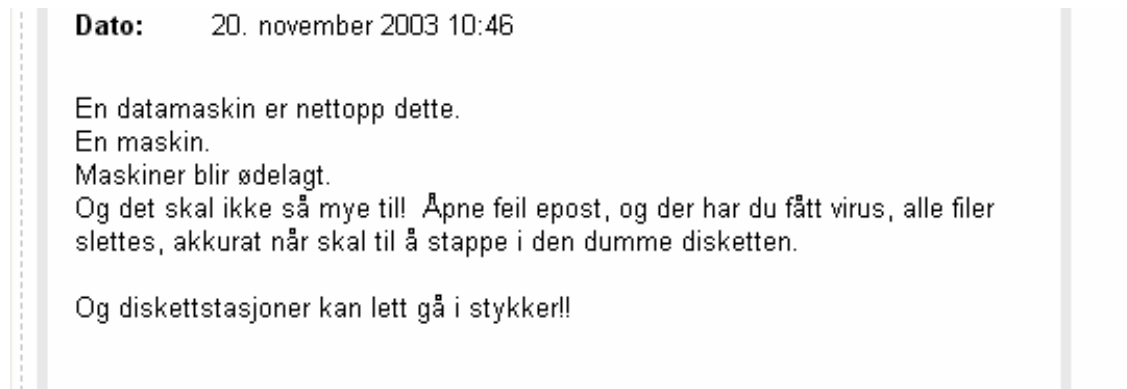 Dato: 20. november 2003 10:46
En datamaskin er nettopp dette.
En maskin.
Maskiner blir ødelagt.
Og det skal ikke så mye til! Åpne feil epost, og der har du fått virus, alle filer
slettes, akkurat når skal til å stappe i den dumme disketten.
Og diskettstasjoner kan lett gå i stykker!!